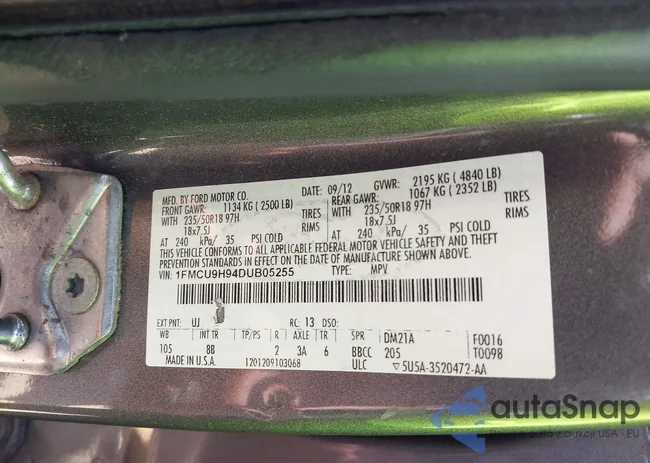 MFD. BY FORD MOTOR CO. 09/12 GVWR: 2195 KG ( 4840 LB)
FRONT GAWR: 1134 KG ( 2500 LB) REAR GAWR: 1067 KG ( 2352 LB)
WITH 235/50R18 97H TIRES WITH 235/50R18 97H TIRES
18x7.5J RIMS 18x7.5J RIMS
AT 240 kPa/ 35 PSI COLD AT 240 kPa/ 35 PSI COLD
THIS VEHICLE CONFORMS TO ALL APPLICABLE FEDERAL MOTOR VEHICLE SAFETY AND THEFT
PREVENTION STANDARDS IN EFFECT ON THE DATE OF MANUFACTURE SHOWN ABOVE.
VIN: 1FMCU9H94DUB05255 TYPE: MPV
EXT PNT: UJ RC: 13 DSO:
WB INT TR TP/PS R AXLE TR SPR DM21A F0016
105 8B 2 3A 6 BBCC 205 T0098
MADE IN U.S.A. 1201209103068 ULC 5U5A-3520472-AA
autoSnap
USA I EU